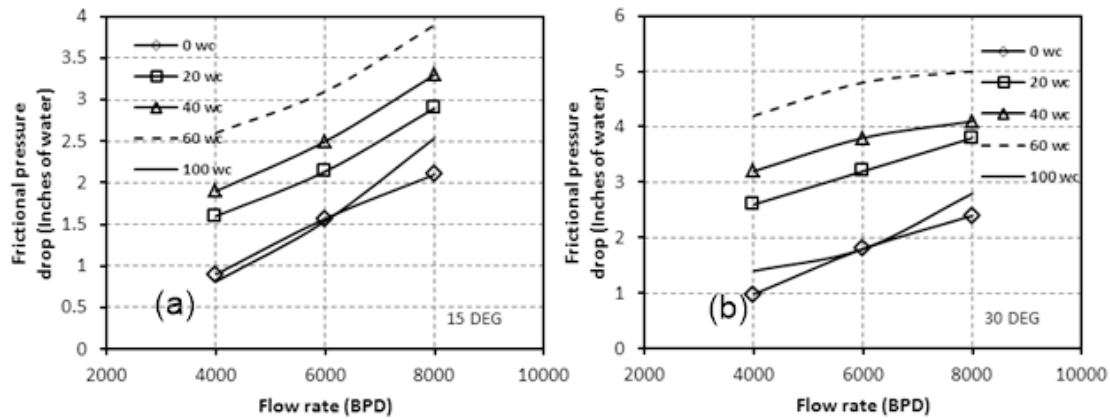 4
3.5
3
2.5
2
1.5
1
0.5
0
Frictional pressure
drop (Inches of water)
0 wc
20 wc
40 wc
60 wc
100 wc
(a)
15 DEG
2000 4000 6000 8000 10000
Flow rate (BPD)
6
5
4
3
2
1
0
Frictional pressure
drop (Inches of water)
0 wc
20 wc
40 wc
60 wc
100 wc
(b)
30 DEG
2000 4000 6000 8000 10000
Flow rate (BPD)